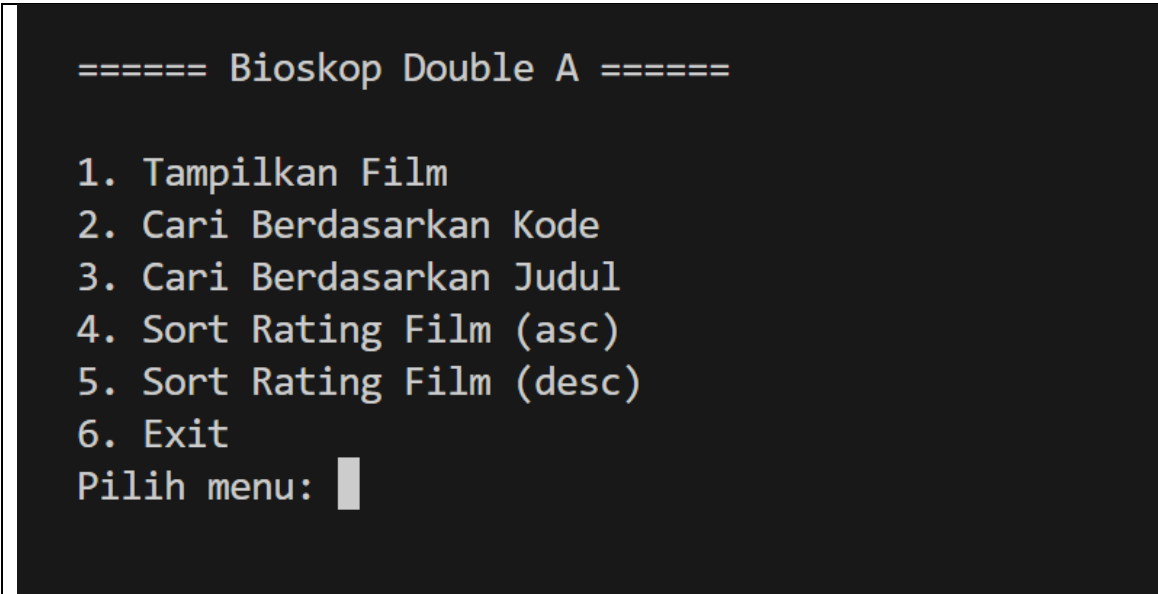 ====== Bioskop Double A ======
1. Tampilkan Film
2. Cari Berdasarkan Kode
3. Cari Berdasarkan Judul
4. Sort Rating Film (asc)
5. Sort Rating Film (desc)
6. Exit
Pilih menu: